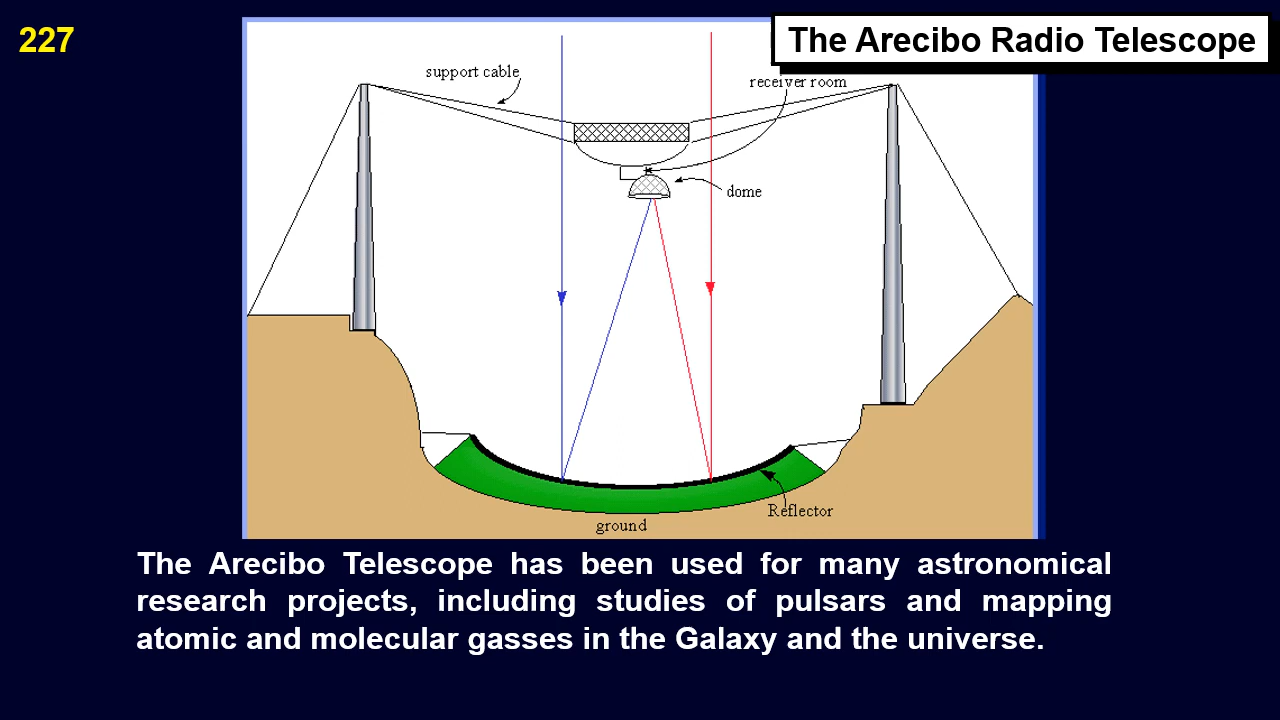 227
The Arecibo Radio Telescope
support cable
receiver room
dome
Reflector
ground
The Arecibo Telescope has been used for many astronomical
research projects, including studies of pulsars and mapping
atomic and molecular gasses in the Galaxy and the universe.